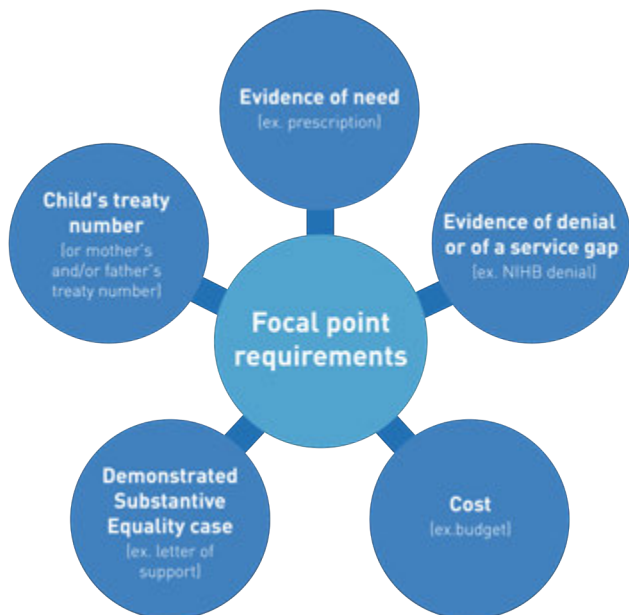 Evidence of need
(ex. prescription)
Child's treaty
number
(or mother's
and/or father's
treaty number)
Evidence of denial
or of a service gap
(ex. NIHB denial)
Focal point
requirements
Demonstrated
Substantive
Equality case
(ex. letter of
support)
Cost
(ex.budget)